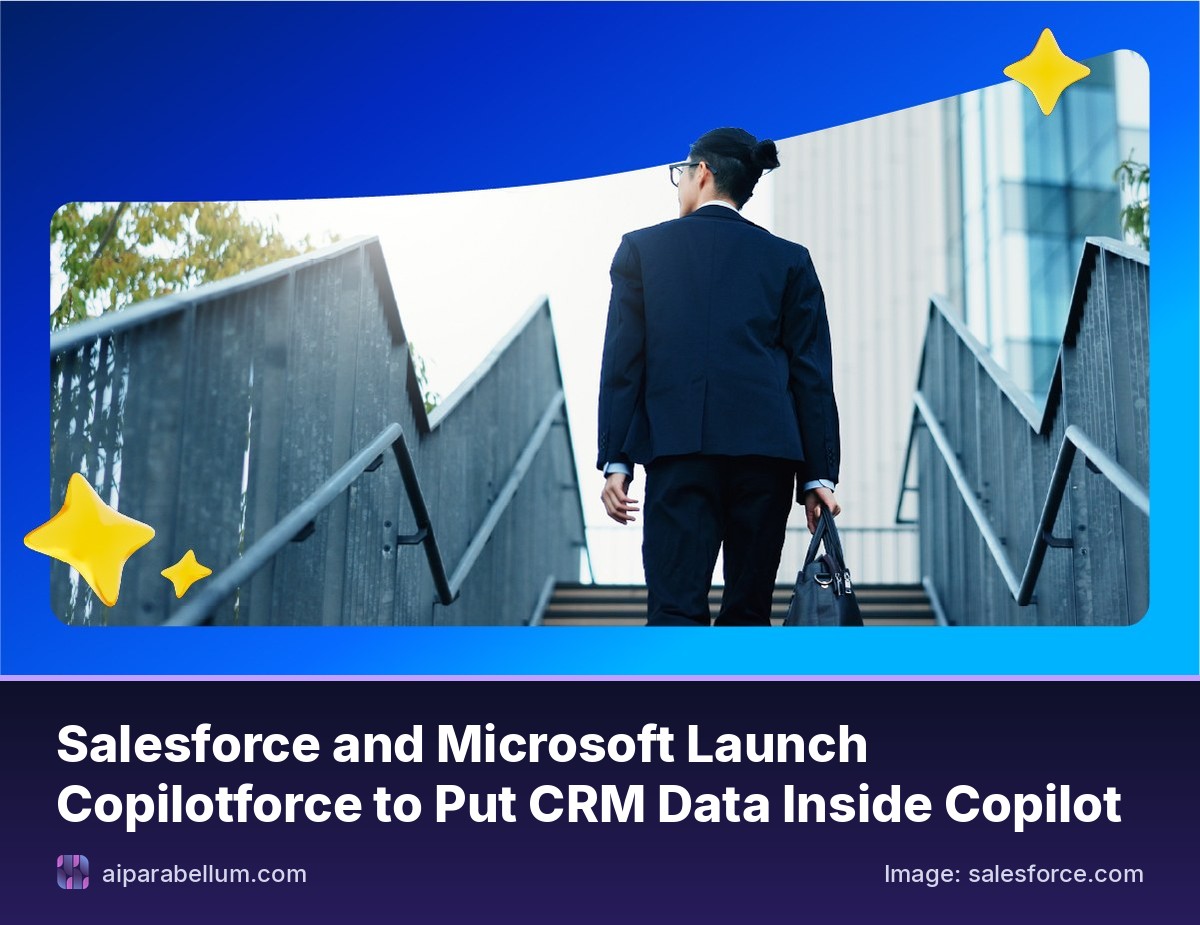 Salesforce and Microsoft Launch
Copilotforce to Put CRM Data Inside Copilot
aiparabellum.com
Image: salesforce.com